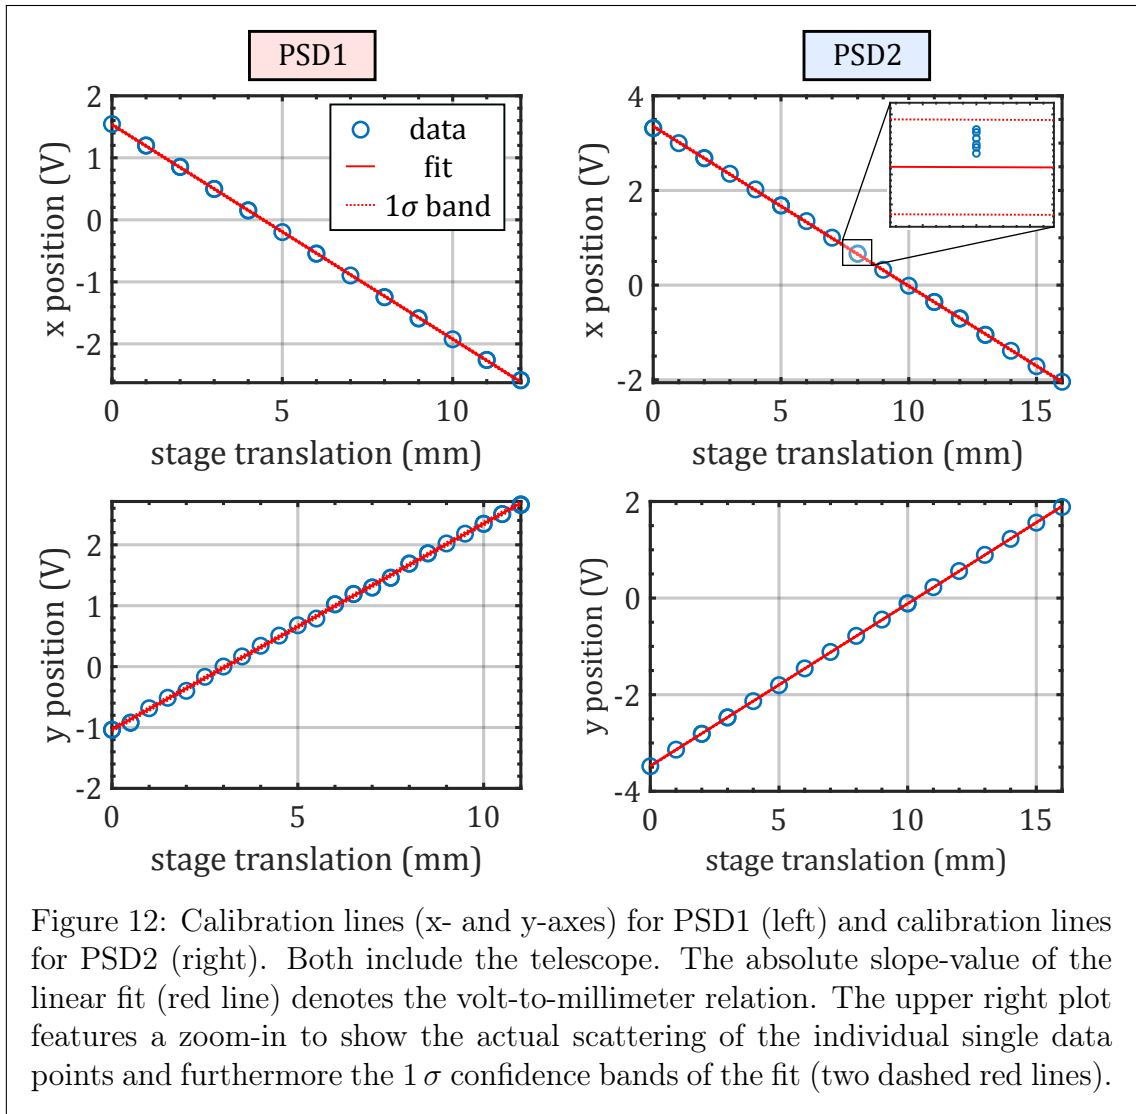 PSD1
PSD2
2
1
0
-1
-2
x position (V)
data
fit
1σ band
0
5
10
stage translation (mm)
4
2
0
-2
x position (V)
0
5
10
15
stage translation (mm)
2
1
0
-1
-2
y position (V)
0
5
10
stage translation (mm)
2
0
-2
-4
y position (V)
0
5
10
15
stage translation (mm)
Figure 12: Calibration lines (x- and y-axes) for PSD1 (left) and calibration lines
for PSD2 (right). Both include the telescope. The absolute slope-value of the
linear fit (red line) denotes the volt-to-millimeter relation. The upper right plot
features a zoom-in to show the actual scattering of the individual single data
points and furthermore the 1 σ confidence bands of the fit (two dashed red lines).